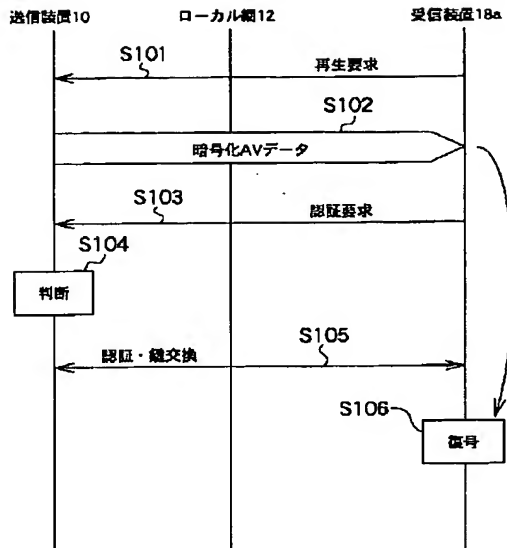 送信装置10 ローカル網12 受信装置18a
S101 再生要求
S102
暗号化AVデータ
S103 認証要求
S104
判断
認証・鍵交換 S105
S106
復号